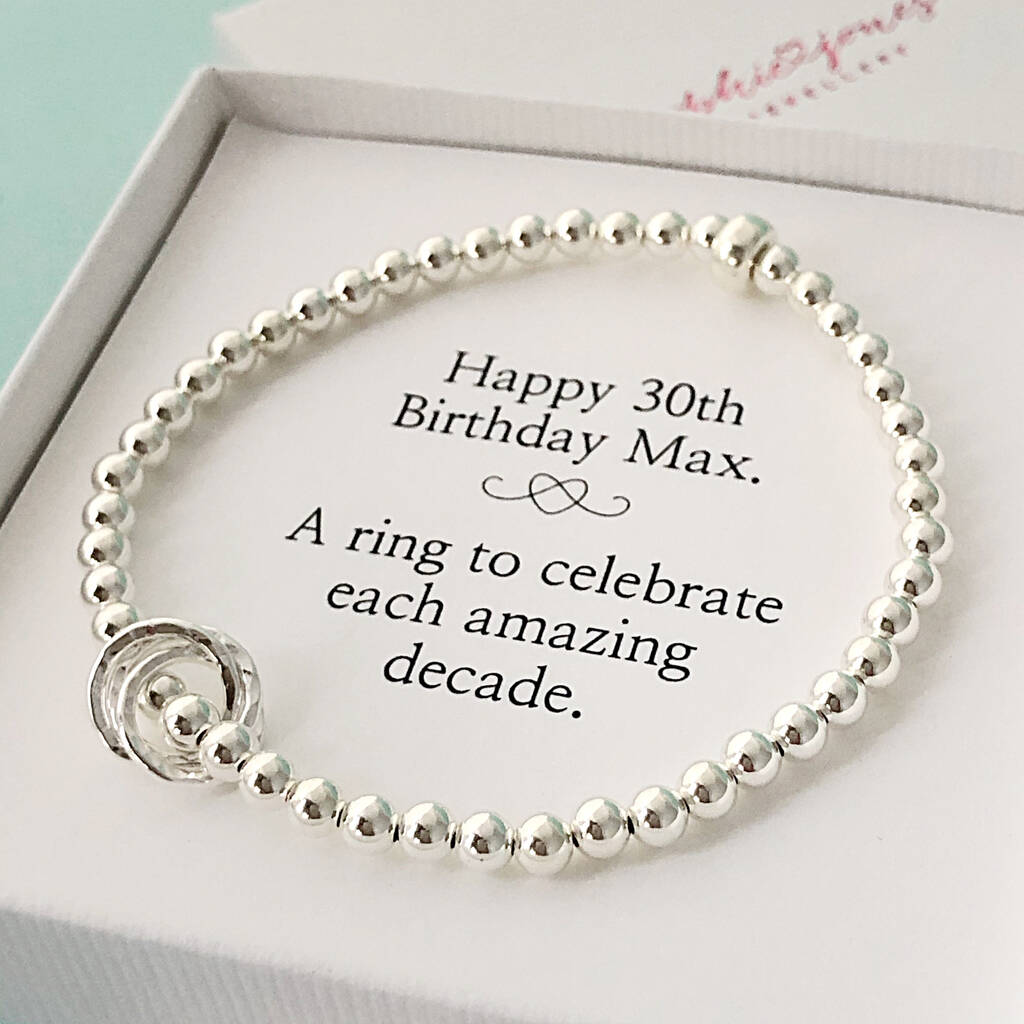 Happy 30th
Birthday Max.
A ring to celebrate
each amazing
decade.